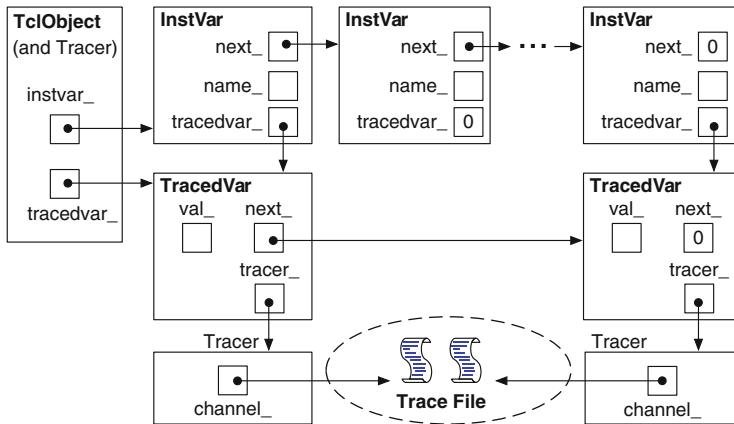 TclObject
(and Tracer)
instvar_
tracedvar_
InstVar
next_
name_
tracedvar_
InstVar
next_
name_
tracedvar_ 0
...
InstVar
next_ 0
name_
tracedvar_
TracedVar
val_ next_
tracer_
TracedVar
val_ next_
0
tracer_
Tracer
channel_
Trace File
Tracer
channel_